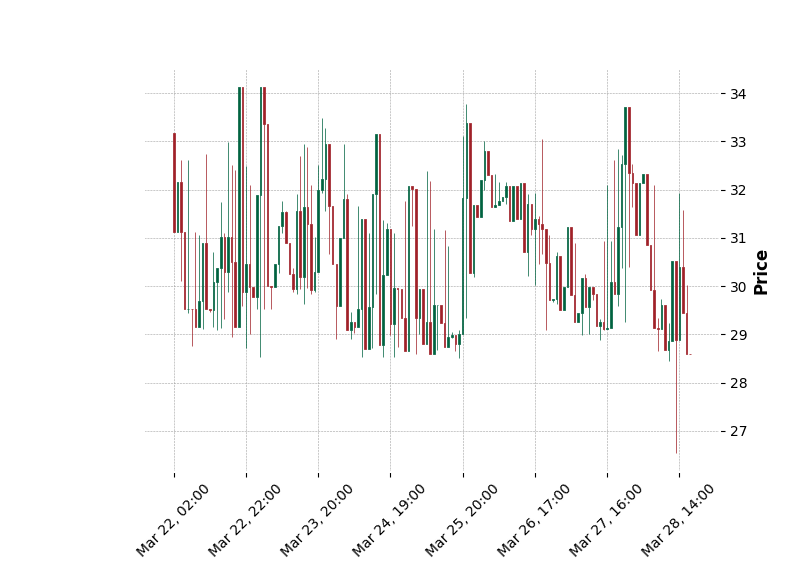 34
33
32
31
30
29
28
27
Price
Mar 22, 02:00
Mar 22, 22:00
Mar 23, 20:00
Mar 24, 19:00
Mar 25, 20:00
Mar 26, 17:00
Mar 27, 16:00
Mar 28, 14:00